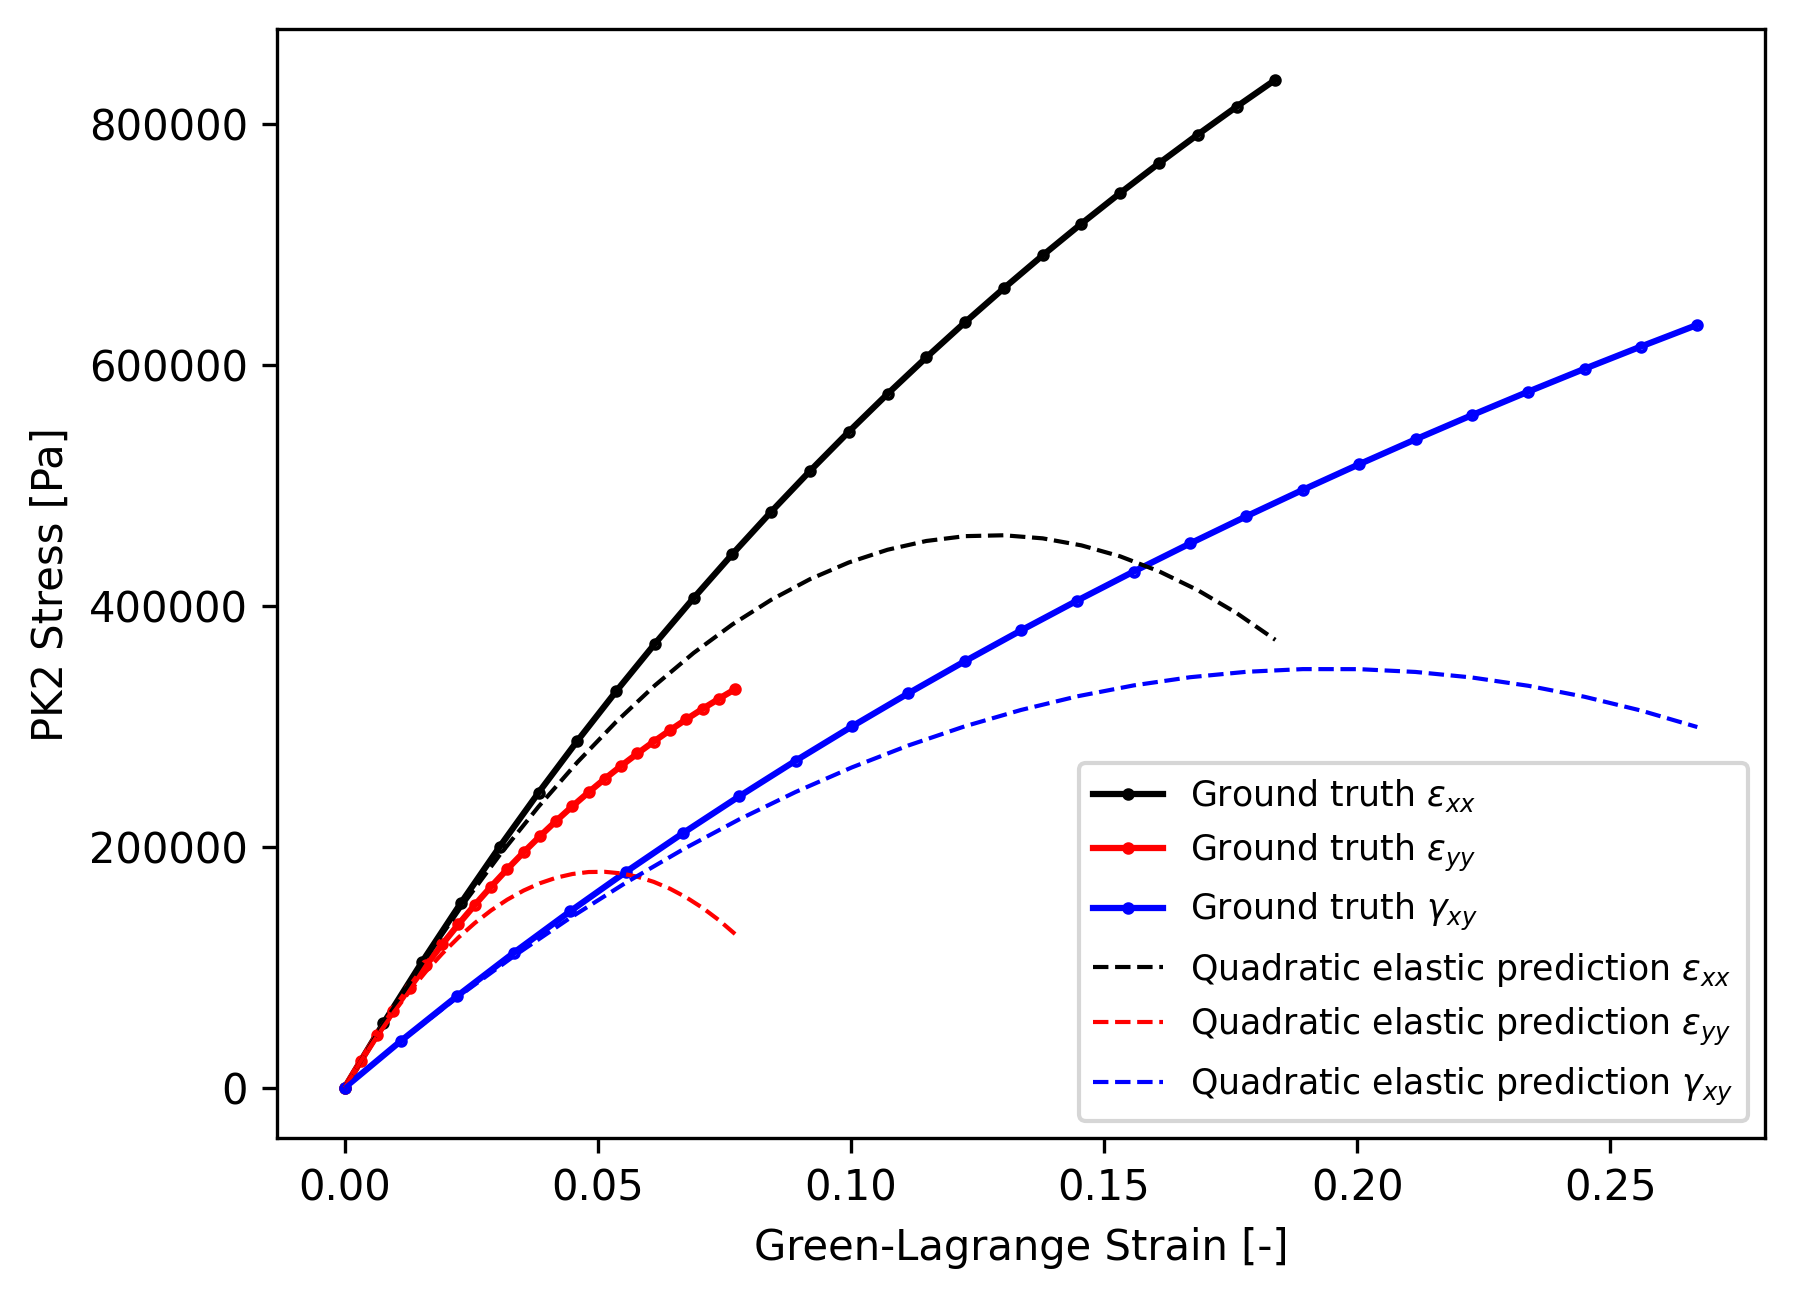 800000
600000
400000
200000
0
PK2 Stress [Pa]
0.00 0.05 0.10 0.15 0.20 0.25
Green-Lagrange Strain [-]
Ground truth εxx
Ground truth εyy
Ground truth γxy
Quadratic elastic prediction εxx
Quadratic elastic prediction εyy
Quadratic elastic prediction γxy